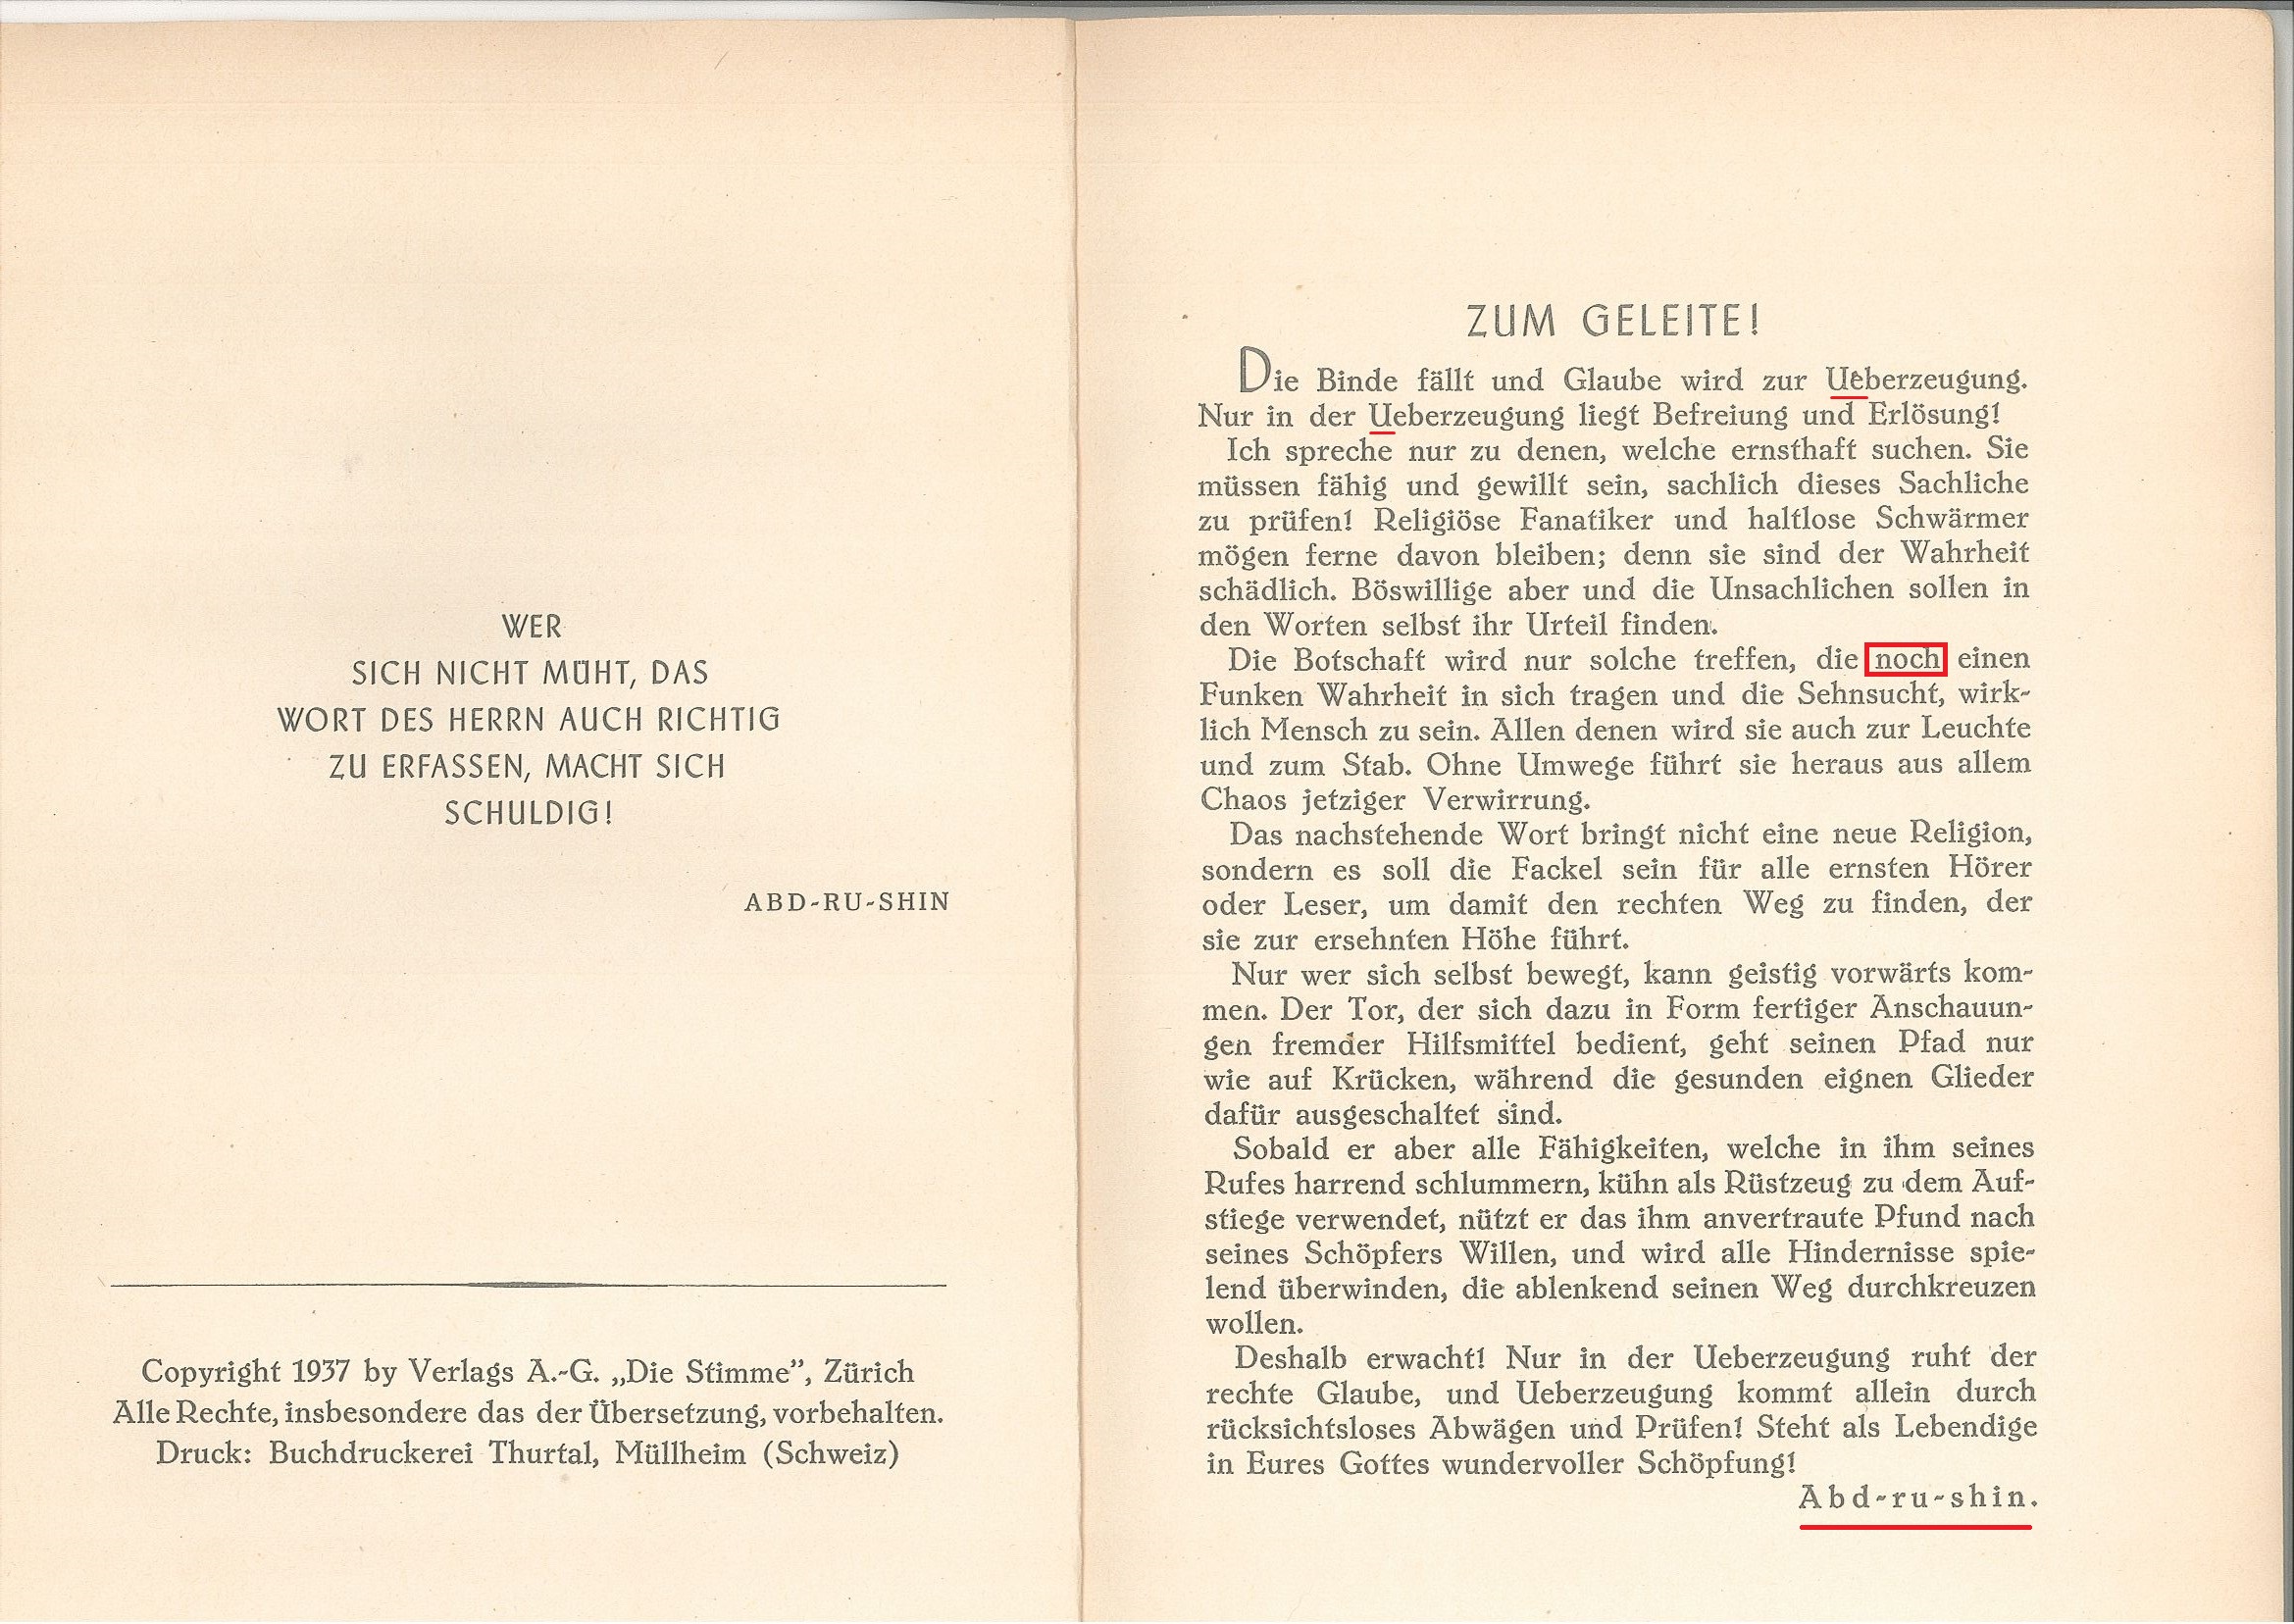 WER
SICH NICHT MÜHT, DAS
WORT DES HERRN AUCH RICHTIG
ZU ERFASSEN, MACHT SICH
SCHULDIG!
ABD-RU-SHIN
Copyright 1937 by Verlags A.-G. „Die Stimme”, Zürich
Alle Rechte, insbesondere das der Übersetzung, vorbehalten.
Druck: Buchdruckerei Thurtal, Müllheim (Schweiz)
ZUM GELEITE!
Die Binde fällt und Glaube wird zur Ueberzeugung.
Nur in der Ueberzeugung liegt Befreiung und Erlösung!
Ich spreche nur zu denen, welche ernsthaft suchen. Sie
müssen fähig und gewillt sein, sachlich dieses Sachliche
zu prüfen! Religiöse Fanatiker und haltlose Schwärmer
mögen ferne davon bleiben; denn sie sind der Wahrheit
schädlich. Böswillige aber und die Unsachlichen sollen in
den Worten selbst ihr Urteil finden.
Die Botschaft wird nur solche treffen, die noch einen
Funken Wahrheit in sich tragen und die Sehnsucht, wirk-
lich Mensch zu sein. Allen denen wird sie auch zur Leuchte
und zum Stab. Ohne Umwege führt sie heraus aus allem
Chaos jetziger Verwirrung.
Das nachstehende Wort bringt nicht eine neue Religion,
sondern es soll die Fackel sein für alle ernsten Hörer
oder Leser, um damit den rechten Weg zu finden, der
sie zur ersehnten Höhe führt.
Nur wer sich selbst bewegt, kann geistig vorwärts kom-
men. Der Tor, der sich dazu in Form fertiger Anschauun-
gen fremder Hilfsmittel bedient, geht seinen Pfad nur
wie auf Krücken, während die gesunden eignen Glieder
dafür ausgeschaltet sind.
Sobald er aber alle Fähigkeiten, welche in ihm seines
Rufes harrend schlummern, kühn als Rüstzeug zu dem Auf-
stiege verwendet, nützt er das ihm anvertraute Pfund nach
seines Schöpfers Willen, und wird alle Hindernisse spie-
lend überwinden, die ablenkend seinen Weg durchkreuzen
wollen.
Deshalb erwacht! Nur in der Ueberzeugung ruht der
rechte Glaube, und Ueberzeugung kommt allein durch
rücksichtsloses Abwägen und Prüfen! Steht als Lebendige
in Eures Gottes wundervoller Schöpfung!
Abd-ru-shin.